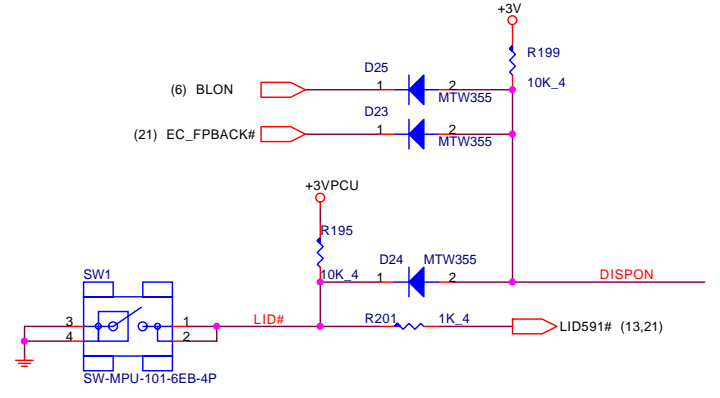 +3V
R199
10K_4
D25
(6) BLON
1
2
MTW355
D23
(21) EC_FPBACK#
1
2
MTW355
+3VPCU
R195
10K_4
D24
MTW355
1
2
DISPON
SW1
3
4
1
2
LID#
R201
1K_4
LID591# (13,21)
SW-MPU-101-6EB-4P